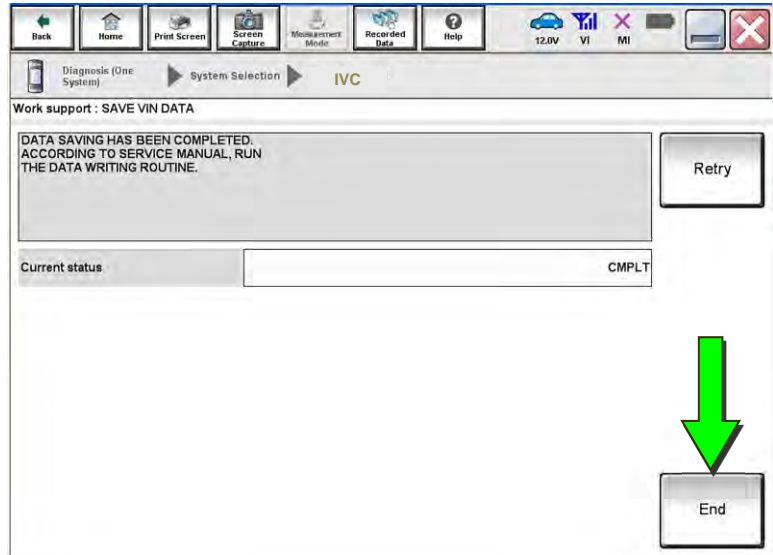 Back
Home
Print Screen
Screen
Capture
Measurement
Mode
Recorded
Data
Help
12.0V
VI
MI
Diagnosis (One
System)
System Selection
IVC
Work support : SAVE VIN DATA
DATA SAVING HAS BEEN COMPLETED.
ACCORDING TO SERVICE MANUAL, RUN
THE DATA WRITING ROUTINE.
Retry
Current status
CMPLT
End